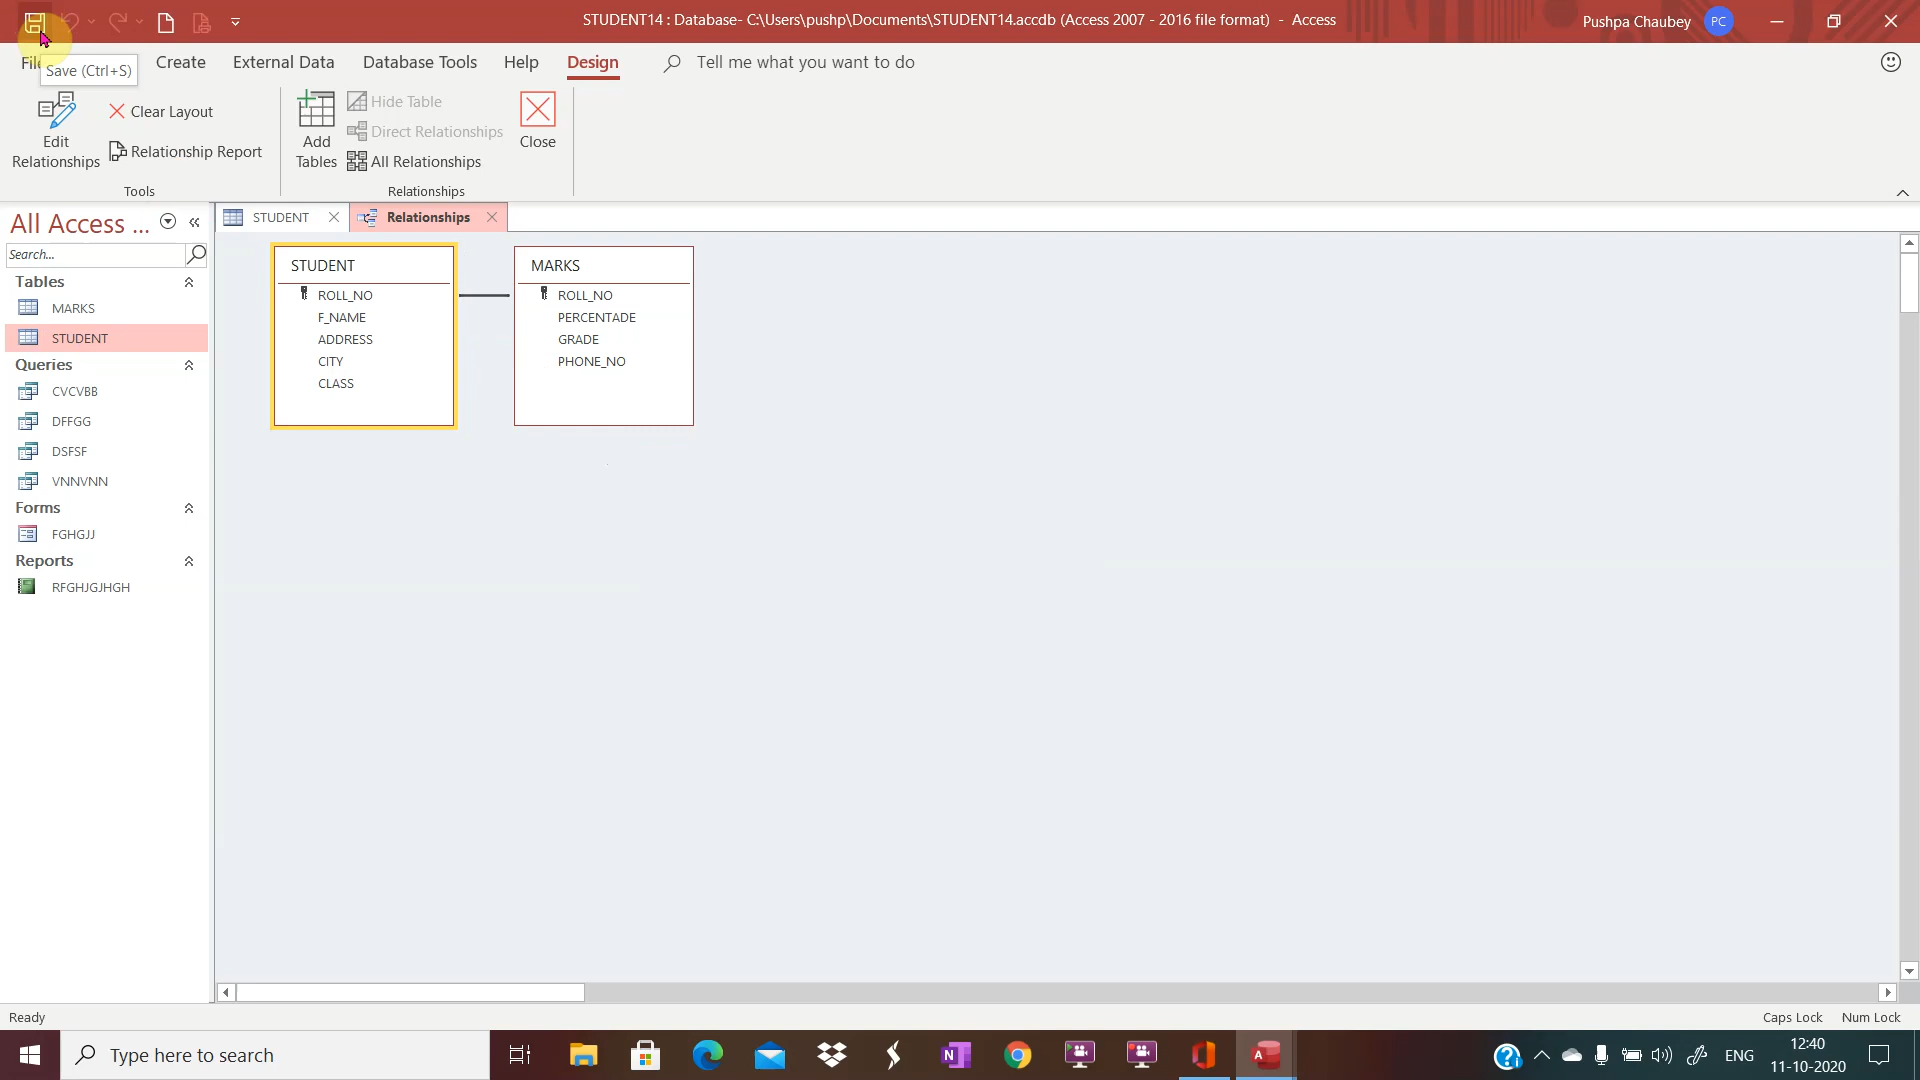 STUDENT14 : Database- C:\Users\pushp\Documents\STUDENT14.accdb (Access 2007 - 2016 file format) - Access
Pushpa Chaubey PC
Create External Data Database Tools Help Design Tell me what you want to do
Save (Ctrl+S)
Edit Relationships
Clear Layout
Relationship Report
Tools
Add Tables
Hide Table
Direct Relationships
All Relationships
Close
Relationships
All Access ...
Search...
Tables
MARKS
STUDENT
Queries
CVCVBB
DFFGG
DSFSF
VNNVNN
Forms
FGHGJJ
Reports
RFGHJGJHGH
STUDENT
Relationships
STUDENT
ROLL_NO
F_NAME
ADDRESS
CITY
CLASS
MARKS
ROLL_NO
PERCENTADE
GRADE
PHONE_NO
Ready
Caps Lock Num Lock
Type here to search
ENG
12:40
11-10-2020